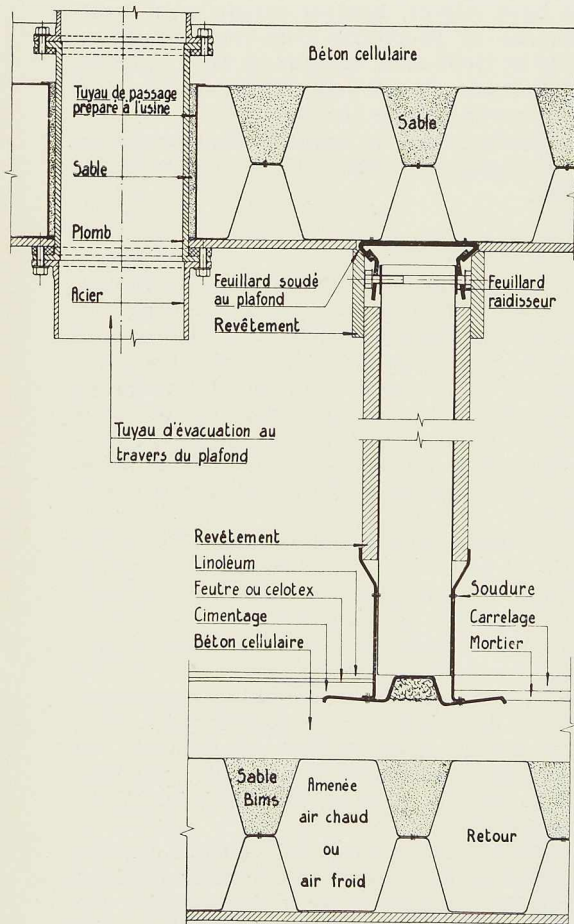 Béton cellulaire
Tuyau de passage
préparé à l'usine
Sable
Sable
Plomb
Acier
Feuillard soudé
au plafond
Revêtement
Feuillard
raidisseur
Tuyau d'évacuation au
travers du plafond
Revêtement
Linoléum
Feutre ou celotex
Cimentage
Béton cellulaire
Soudure
Carrelage
Mortier
Sable
Bims
Amenée
air chaud
ou
air froid
Retour